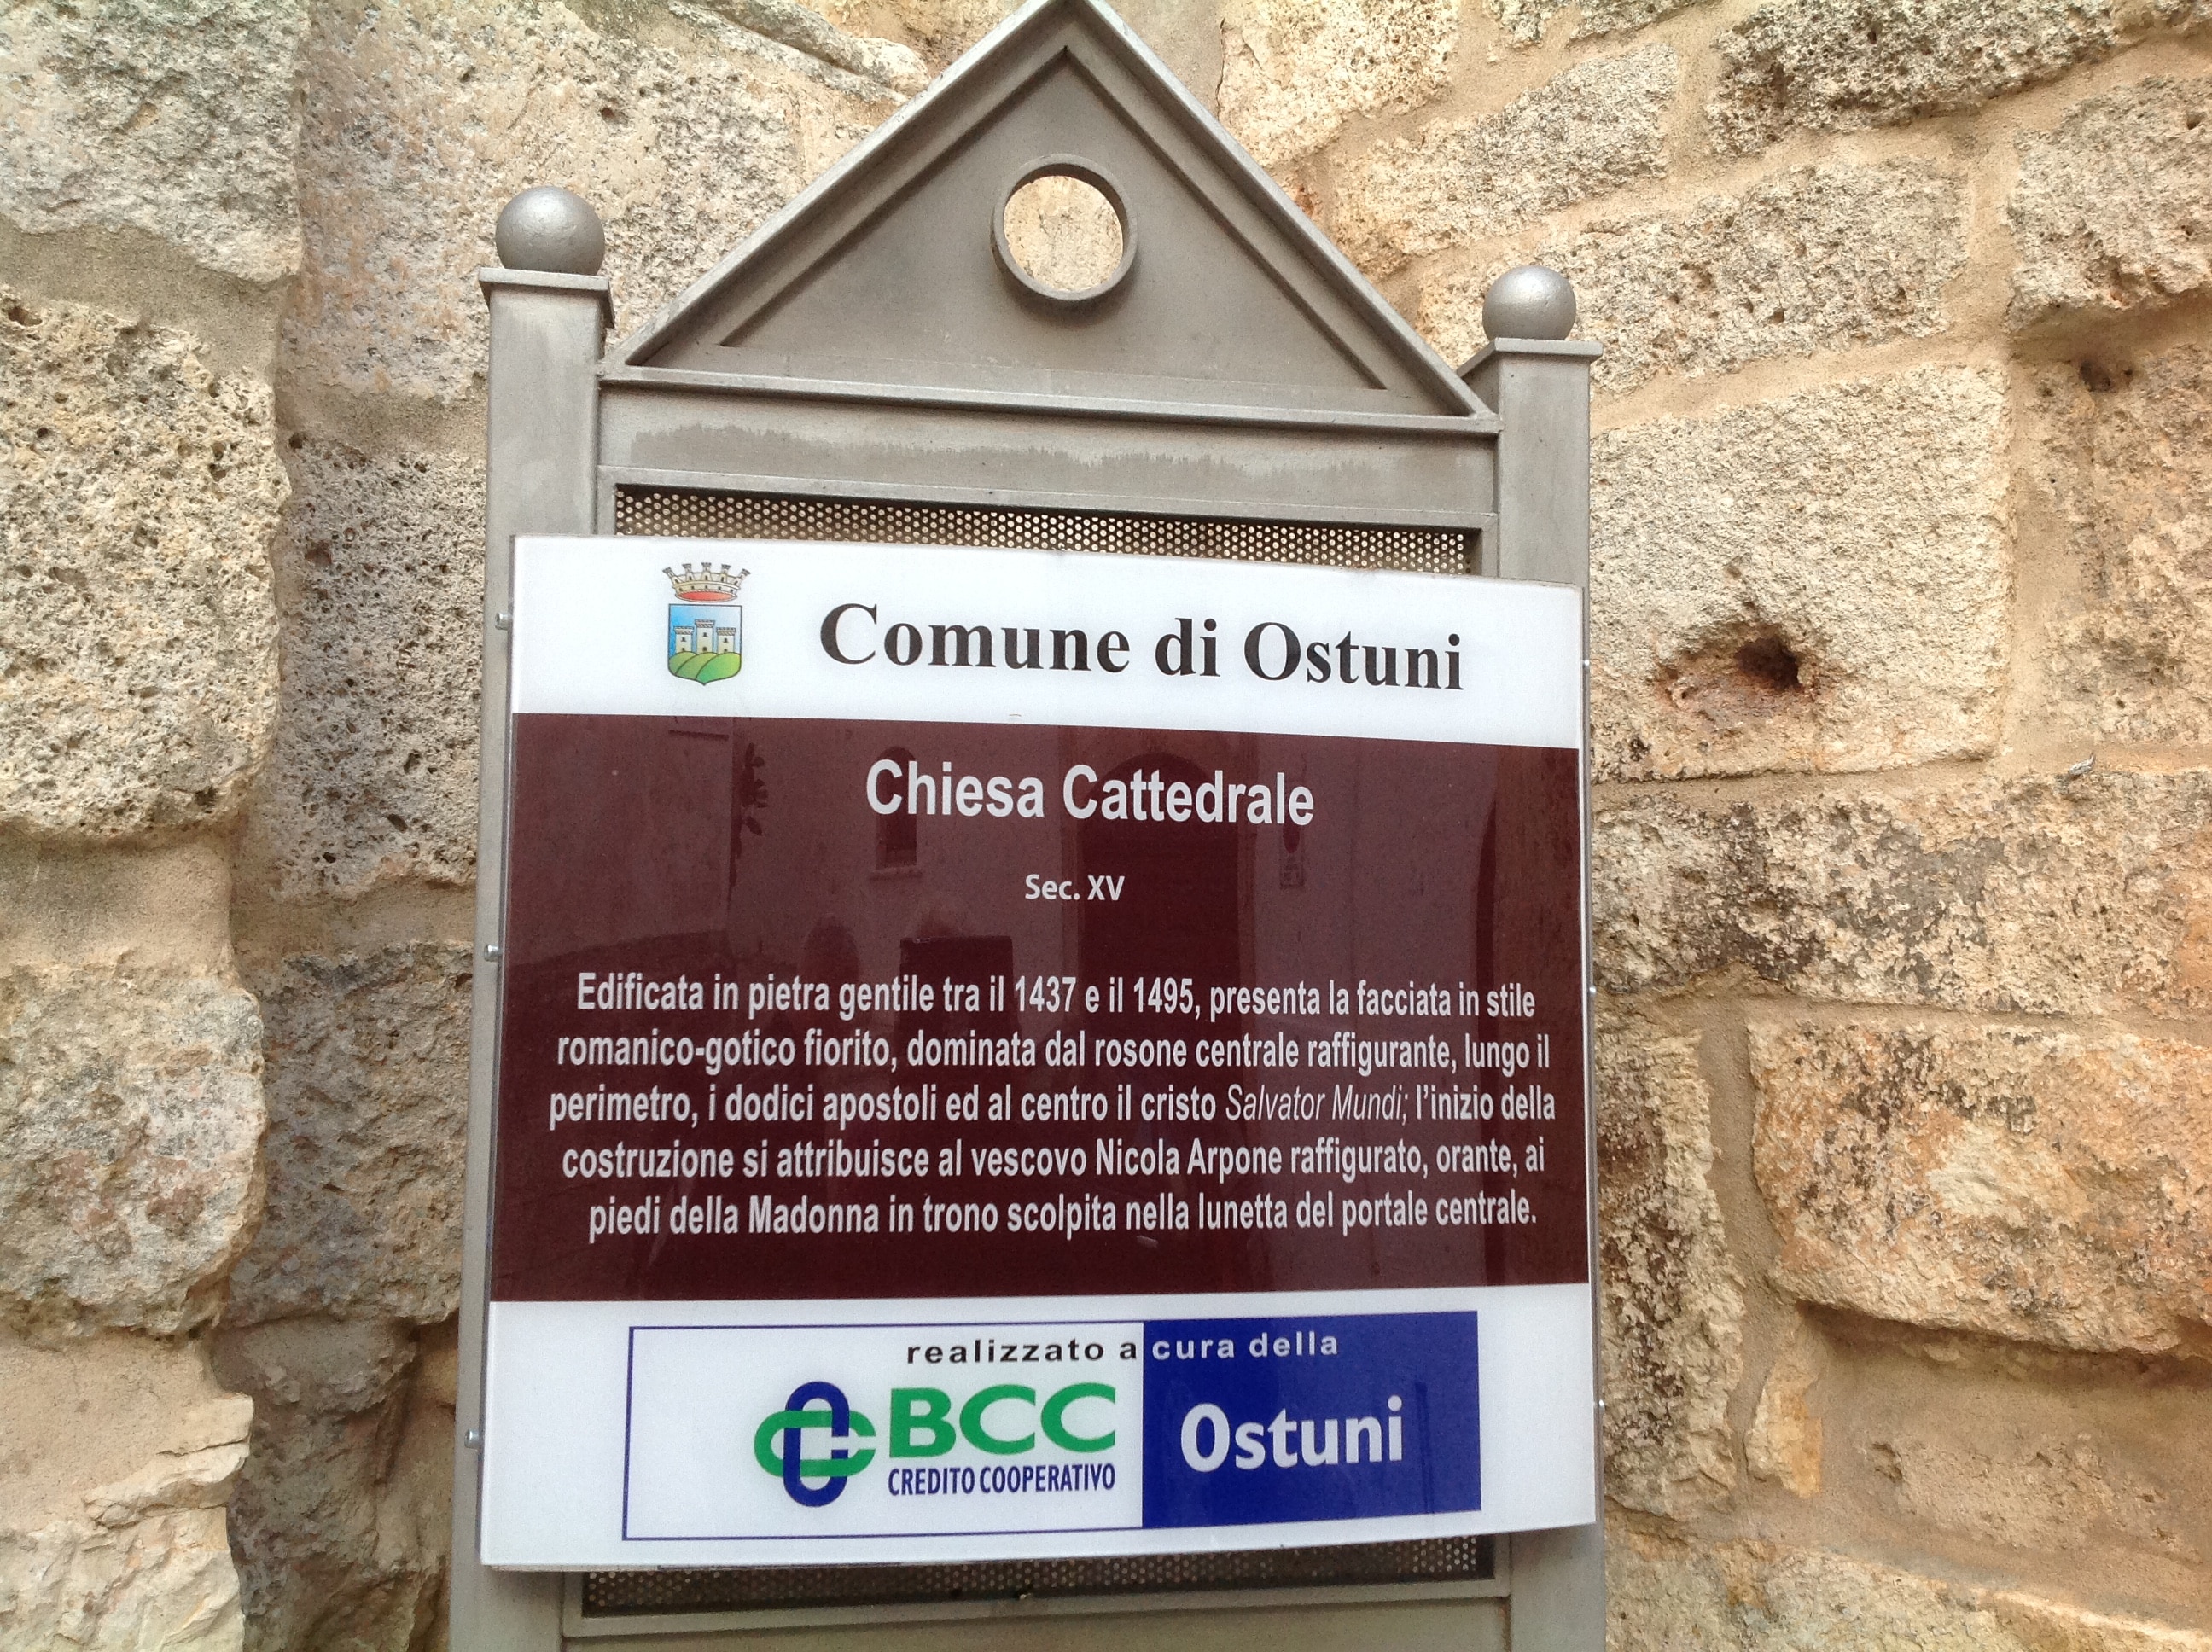 Comune di Ostuni
Chiesa Cattedrale
Sec. XV
Edificata in pietra gentile tra il 1437 e il 1495, presenta la facciata in stile
romanico-gotico fiorito, dominata dal rosone centrale raffigurante, lungo il
perimetro, i dodici apostoli ed al centro il cristo Salvator Mundi; l'inizio della
costruzione si attribuisce al vescovo Nicola Arpone raffigurato, orante, ai
piedi della Madonna in trono scolpita nella lunetta del portale centrale.
realizzato a cura della
BCC
CREDITO COOPERATIVO
Ostuni